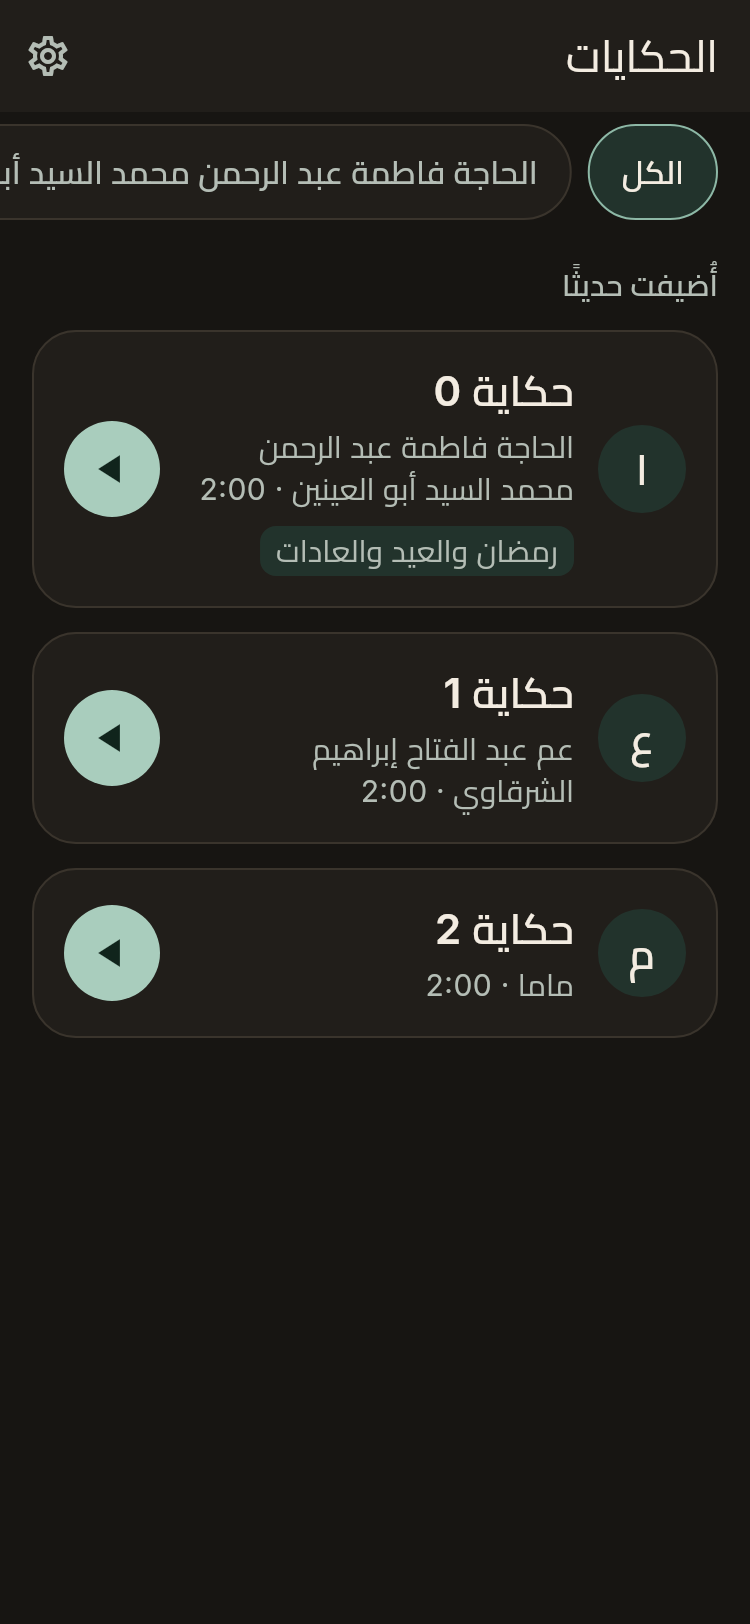 الحكايات
الكل
الحاجة فاطمة عبد الرحمن محمد السيد
أُضيفت حديثًا
حكاية 0
ا
الحاجة فاطمة عبد الرحمن
محمد السيد أبو العينين · 2:00
رمضان والعيد والعادات
حكاية 1
ع
عم عبد الفتاح إبراهيم
الشرقاوي · 2:00
حكاية 2
م
ماما · 2:00